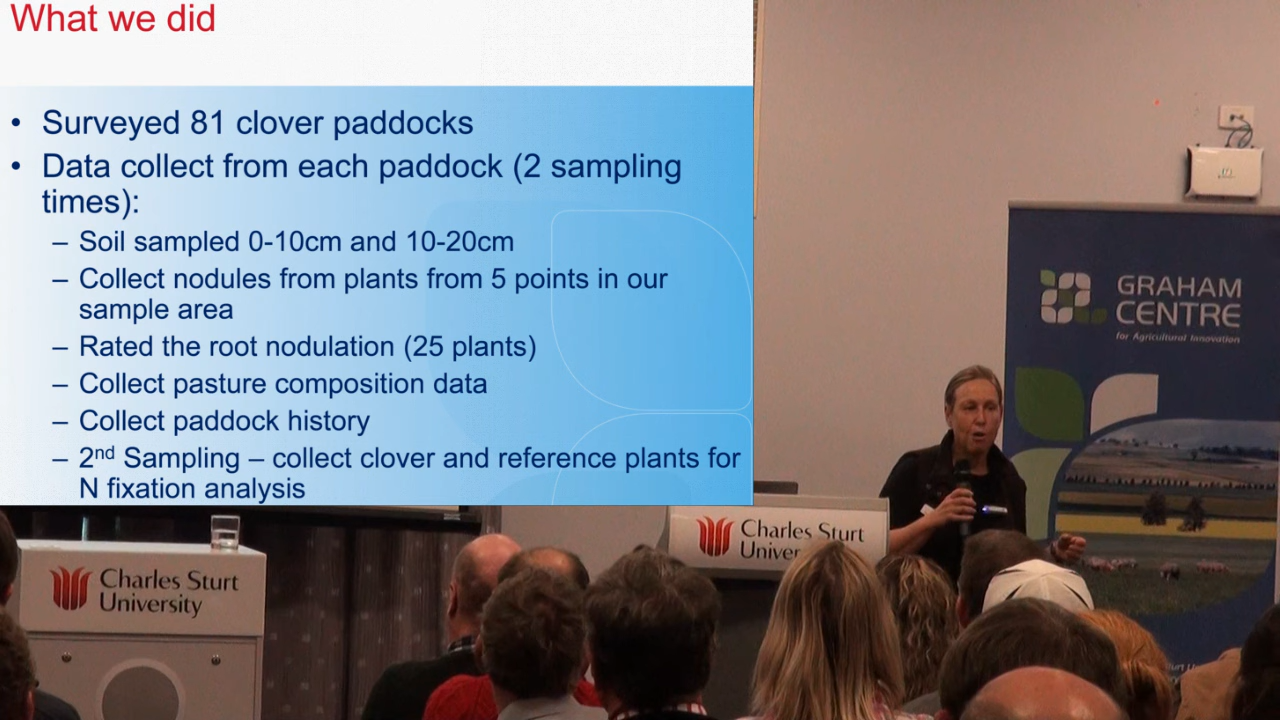 What we did
• Surveyed 81 clover paddocks
• Data collect from each paddock (2 sampling
times):
– Soil sampled 0-10cm and 10-20cm
– Collect nodules from plants from 5 points in our
sample area
– Rated the root nodulation (25 plants)
– Collect pasture composition data
– Collect paddock history
– 2nd Sampling – collect clover and reference plants for
N fixation analysis
GRAHAM
CENTRE
for Agricultural Innovation
Charles Sturt
Charles Sturt
University